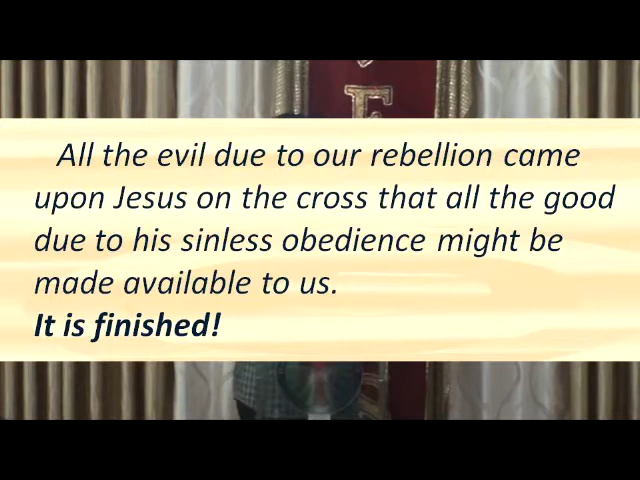 E
All the evil due to our rebellion came
upon Jesus on the cross that all the good
due to his sinless obedience might be
made available to us.
It is finished!